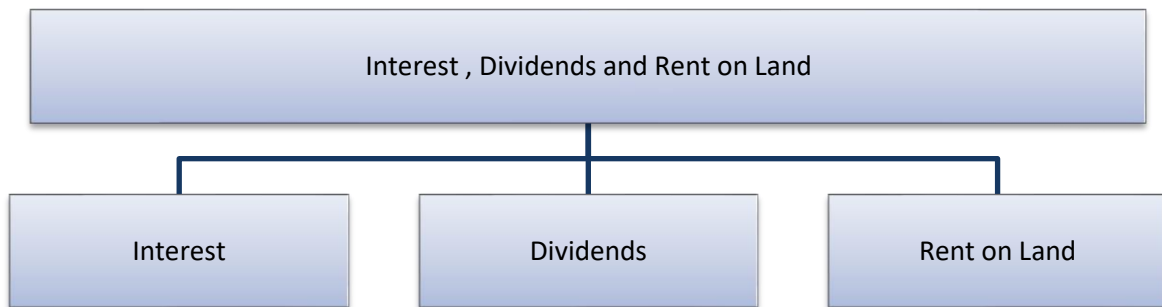 Interest , Dividends and Rent on Land
Interest
Dividends
Rent on Land